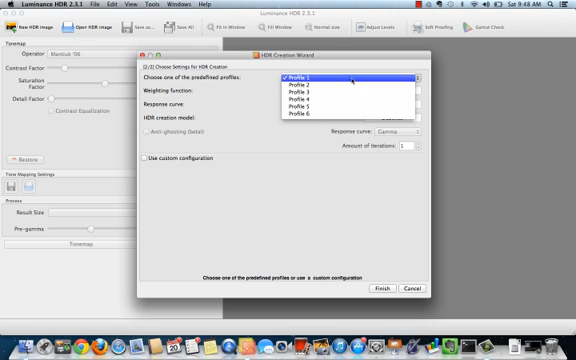 Luminance HDR 2.3.1 File Edit View Tools Windows Help Sat 9:48 AM
Luminance HDR 2.3.1
New HDR image Open HDR image Save as... Save All Fit in Window Fill Window Normal size Adjust Levels Soft Proofing Gamut Check
Tonemap
Operator Mantiuk '06
Contrast Factor
Saturation
Factor
Detail Factor
Contrast Equalization
Restore
Tone Mapping Settings
Process
Result Size
Pre-gamma
Tonemap
HDR Creation Wizard
[2/2] Choose Settings for HDR Creation
Choose one of the predefined profiles:
✓ Profile 1
Profile 2
Profile 3
Profile 4
Profile 5
Profile 6
Weighting function:
Response curve:
HDR creation model:
Anti-ghosting (beta) Response curve: Gamma
Amount of iterations: 1
Use custom configuration
Choose one of the predefined profiles or use a custom configuration
Finish Cancel